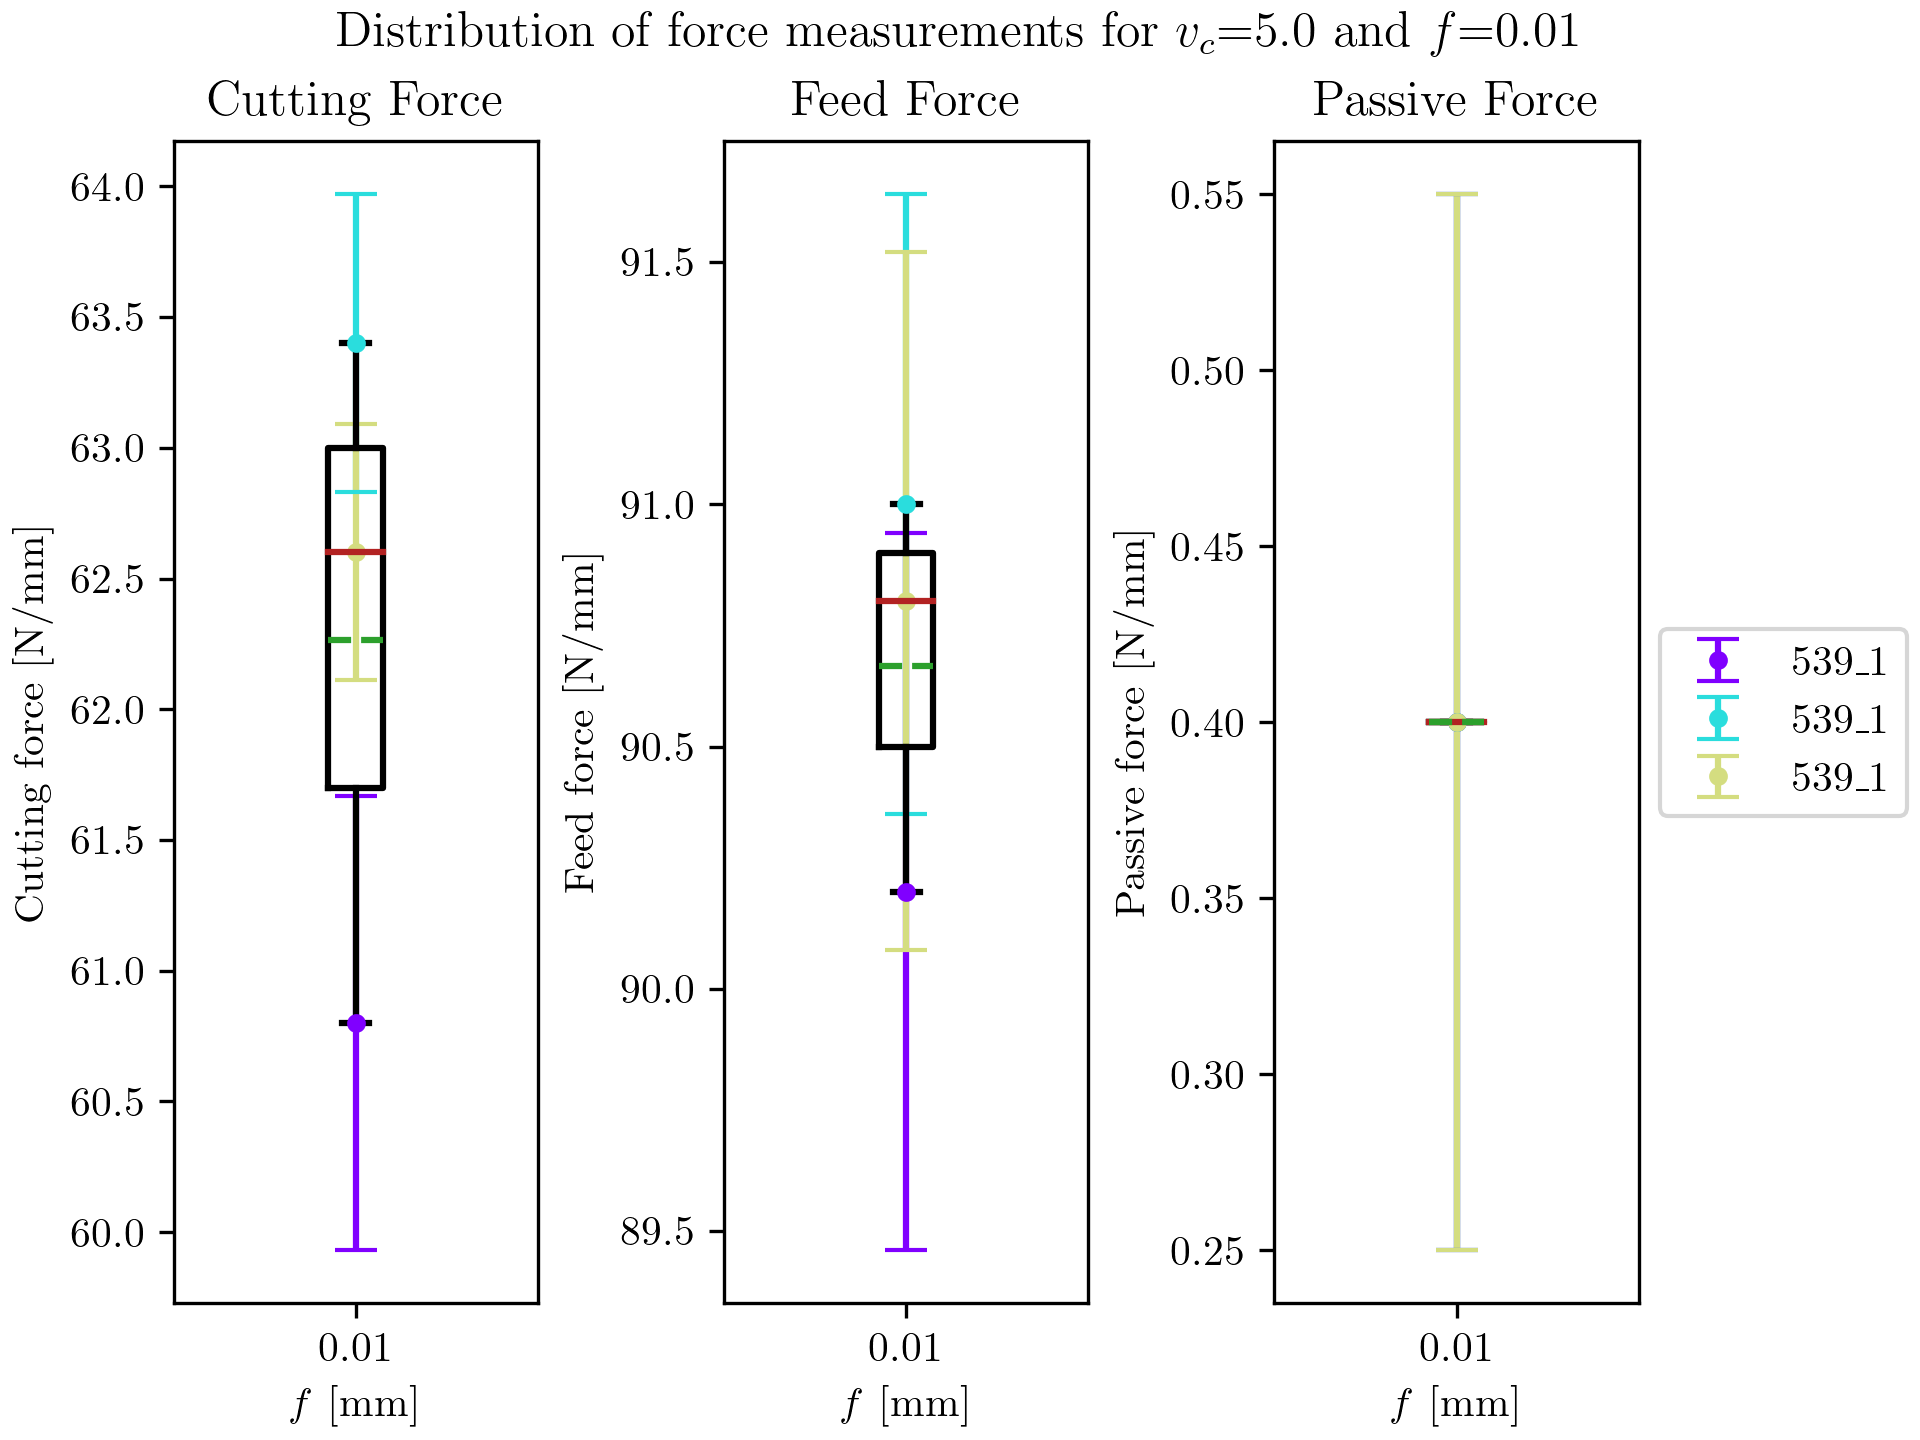 Distribution of force measurements for v_c=5.0 and f=0.01
Cutting Force
Feed Force
Passive Force
Cutting force [N/mm]
64.0
63.5
63.0
62.5
62.0
61.5
61.0
60.5
60.0
0.01
f [mm]
Feed force [N/mm]
91.5
91.0
90.5
90.0
89.5
0.01
f [mm]
Passive force [N/mm]
0.55
0.50
0.45
0.40
0.35
0.30
0.25
0.01
f [mm]
539_1
539_1
539_1